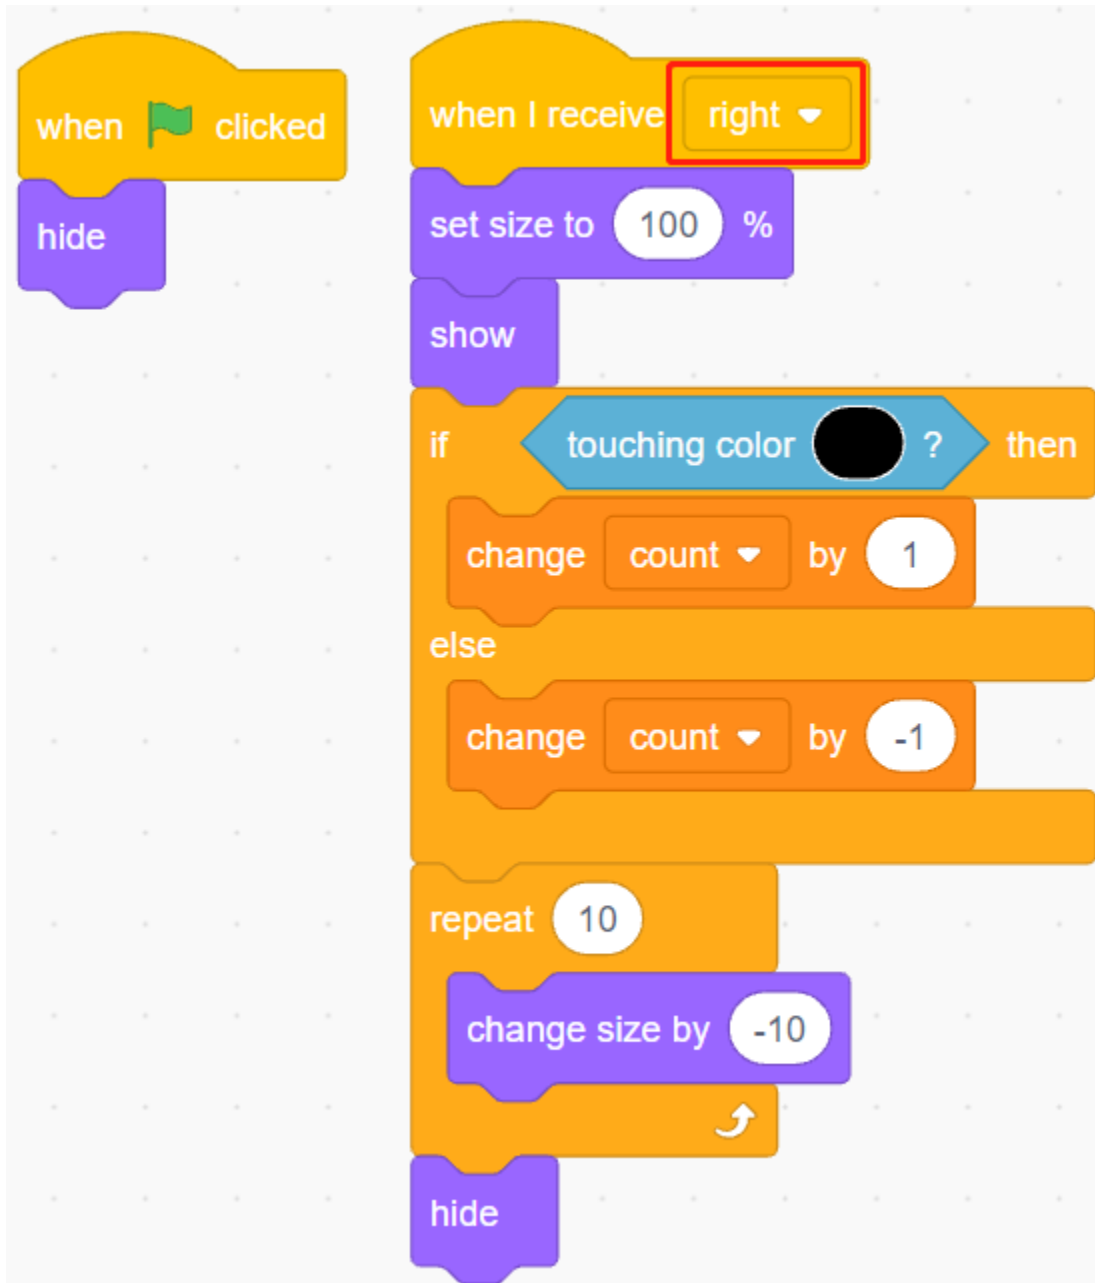 when clicked
hide
when I receive right
set size to 100 %
show
if touching color ? then
change count by 1
else
change count by -1
repeat 10
change size by -10
hide